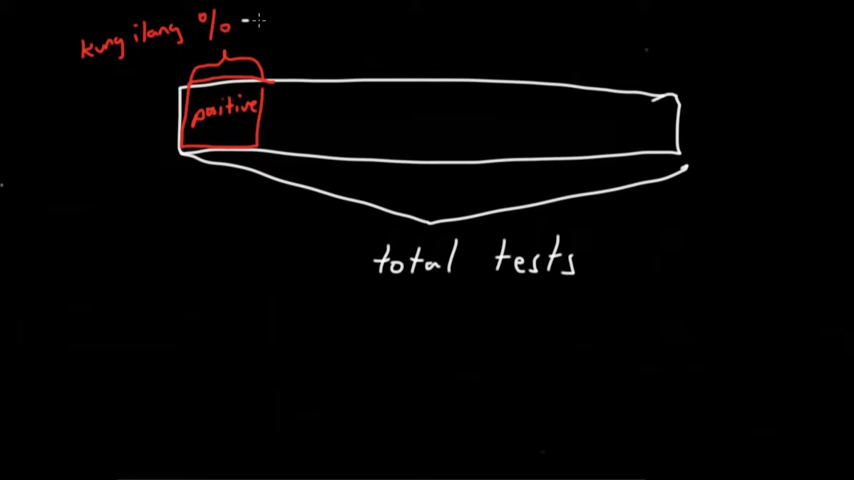 kung ilang % -
positive
total tests